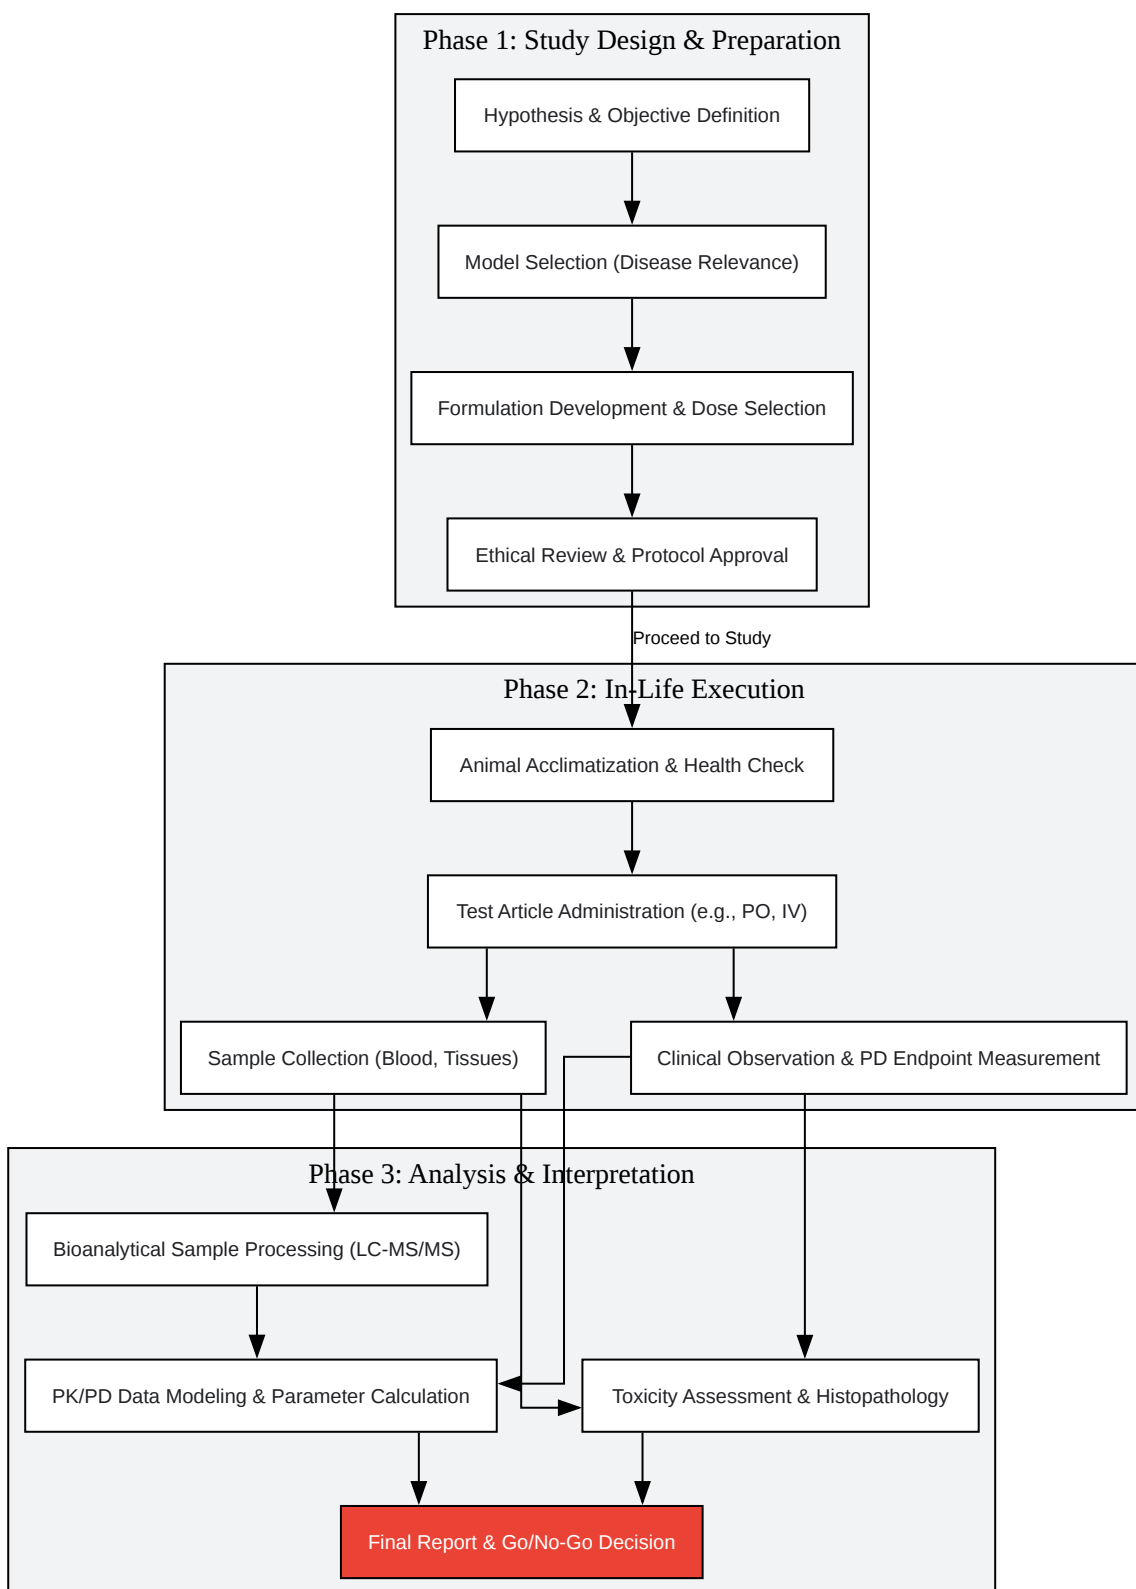 Phase 1: Study Design & Preparation
Hypothesis & Objective Definition
Model Selection (Disease Relevance)
Formulation Development & Dose Selection
Ethical Review & Protocol Approval
Proceed to Study
Phase 2: In-Life Execution
Animal Acclimatization & Health Check
Test Article Administration (e.g., PO, IV)
Sample Collection (Blood, Tissues)
Clinical Observation & PD Endpoint Measurement
Phase 3: Analysis & Interpretation
Bioanalytical Sample Processing (LC-MS/MS)
PK/PD Data Modeling & Parameter Calculation
Toxicity Assessment & Histopathology
Final Report & Go/No-Go Decision